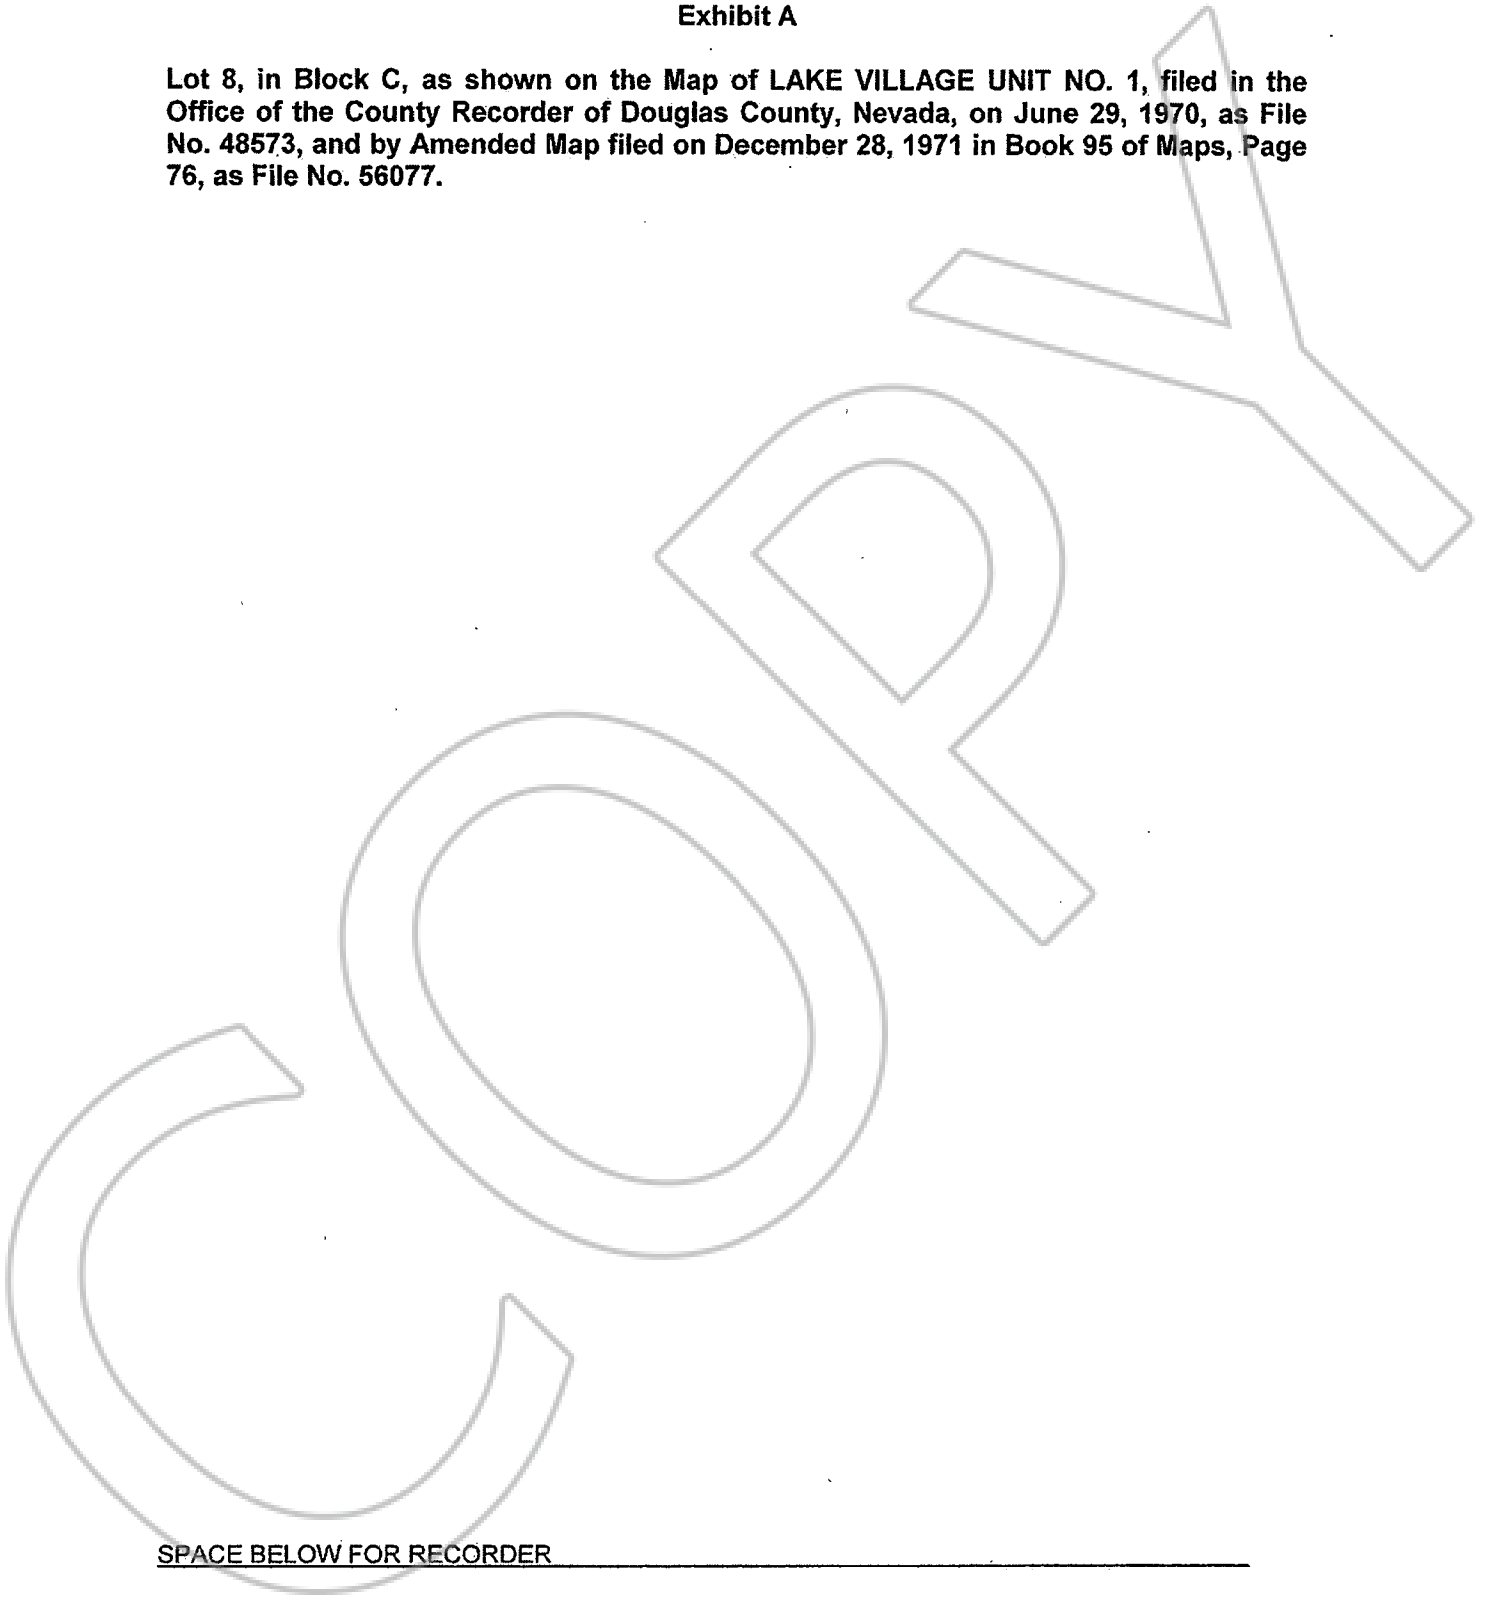 Exhibit A
Lot 8, in Block C, as shown on the Map of LAKE VILLAGE UNIT NO. 1, filed in the
Office of the County Recorder of Douglas County, Nevada, on June 29, 1970, as File
No. 48573, and by Amended Map filed on December 28, 1971 in Book 95 of Maps, Page
76, as File No. 56077.
COPY
SPACE BELOW FOR RECORDER